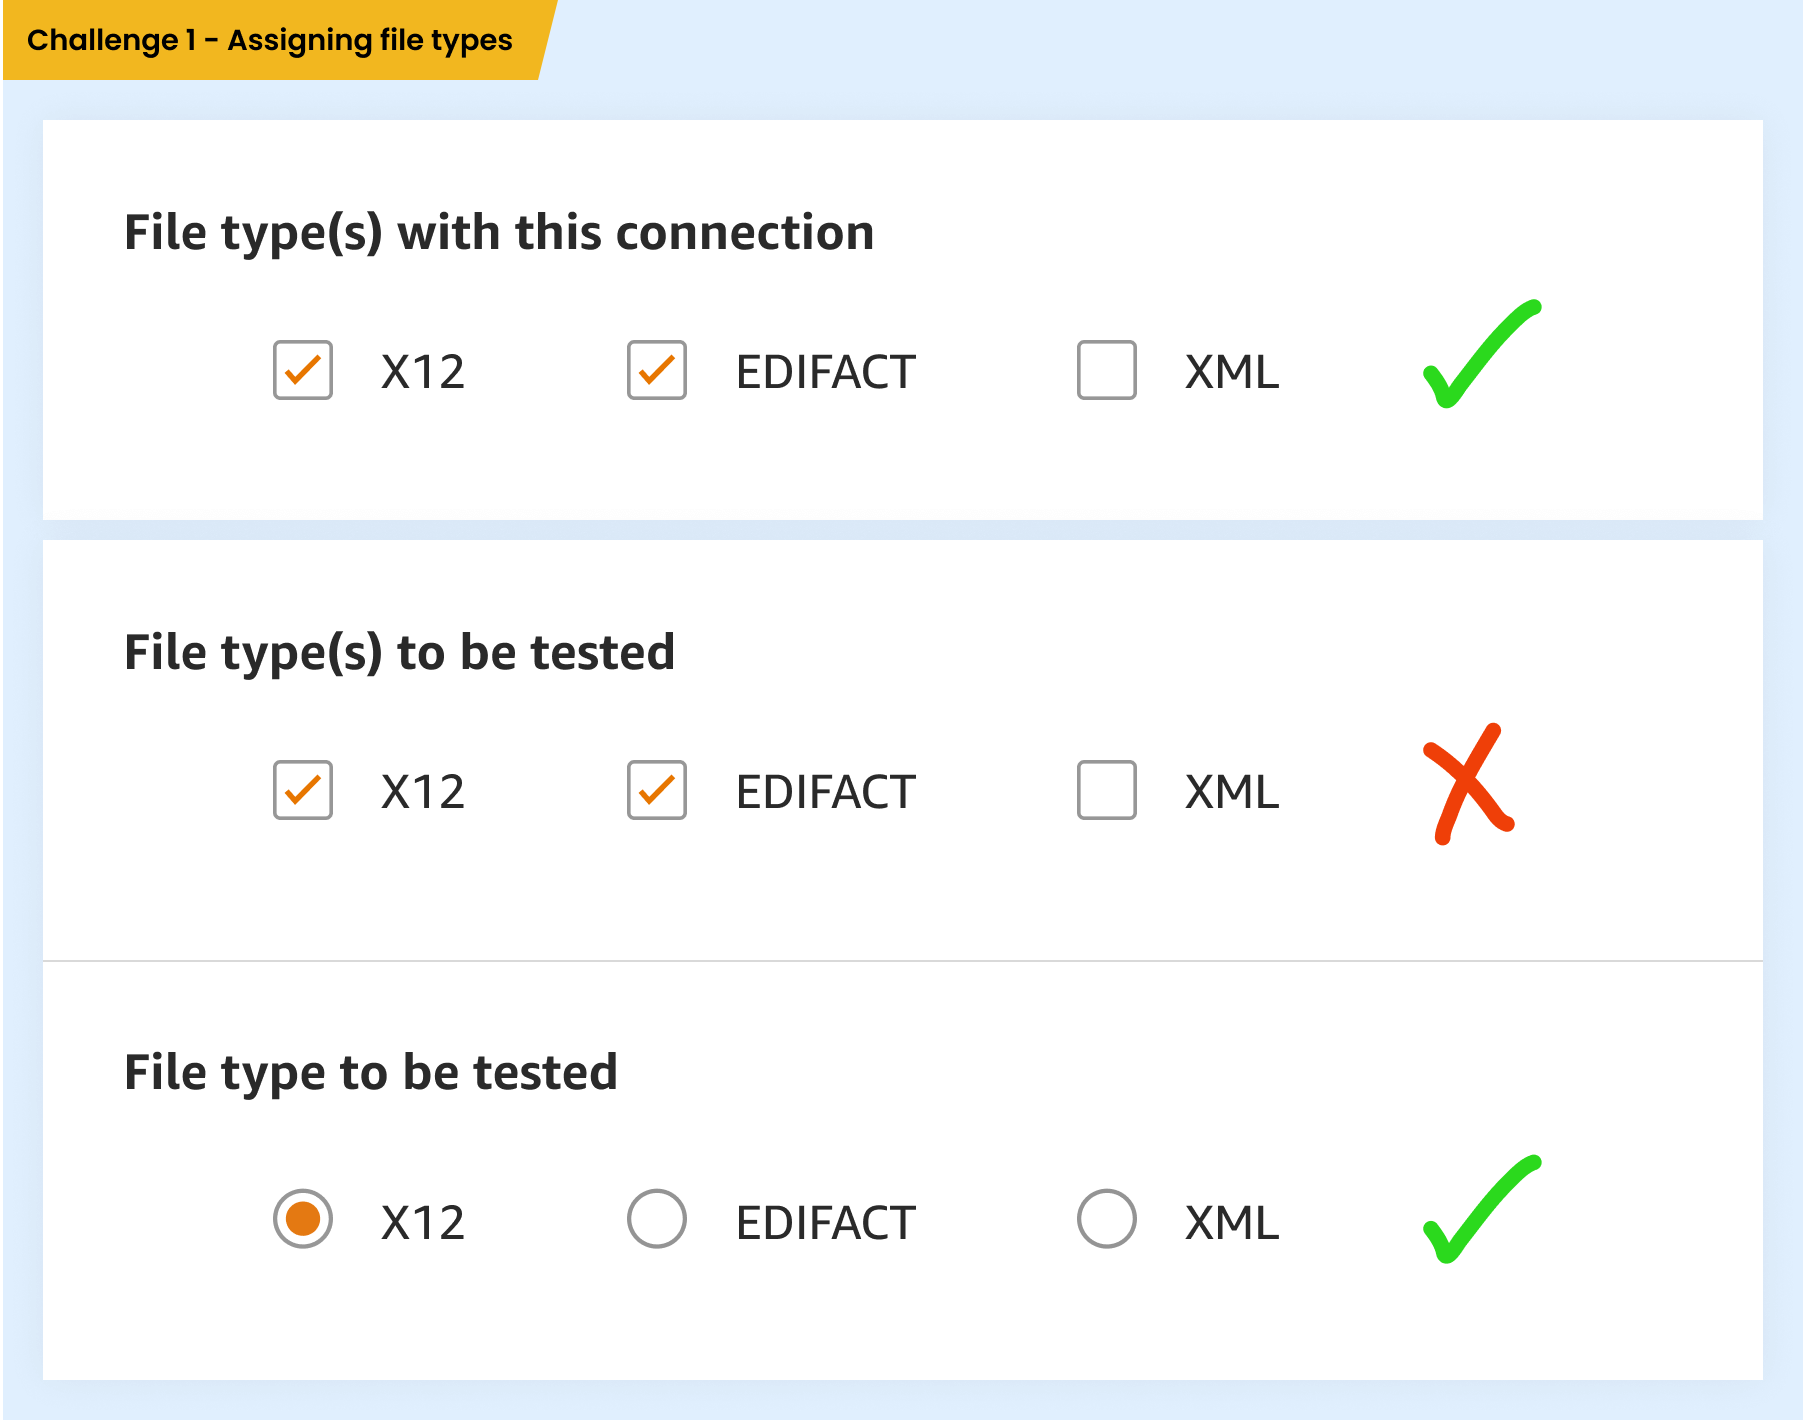 Challenge 1 - Assigning file types
File type(s) with this connection
X12 EDIFACT XML
File type(s) to be tested
X12 EDIFACT XML
File type to be tested
X12 EDIFACT XML